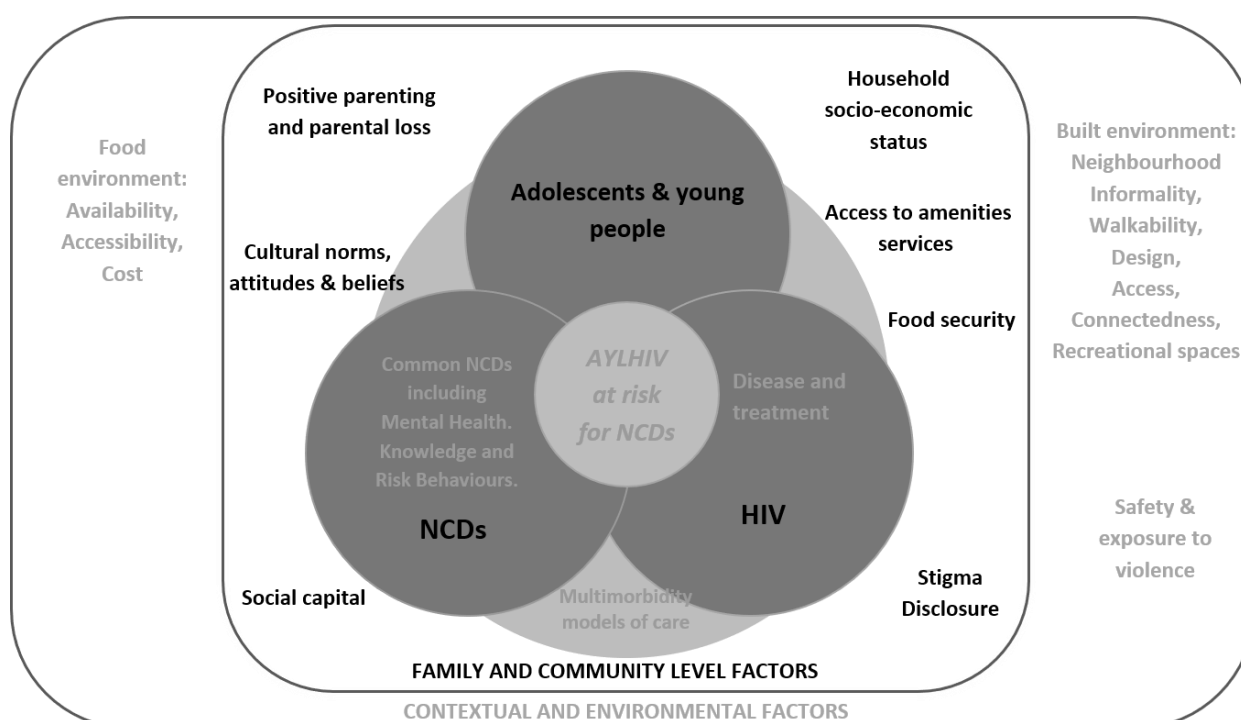 Positive parenting
and parental loss
Household
socio-economic
status
Food
environment:
Availability,
Accessibility,
Cost
Built environment:
Neighbourhood
Informality,
Walkability,
Design,
Access,
Connectedness,
Recreational spaces
Adolescents & young
people
Access to amenities
services
Cultural norms,
attitudes & beliefs
Food security
Common NCDs
including
Mental Health.
Knowledge and
Risk Behaviours.
NCDs
AYLHIV
at risk
for NCDs
Disease and
treatment
HIV
Safety &
exposure to
violence
Social capital
Multimorbidity
models of care
Stigma
Disclosure
FAMILY AND COMMUNITY LEVEL FACTORS
CONTEXTUAL AND ENVIRONMENTAL FACTORS